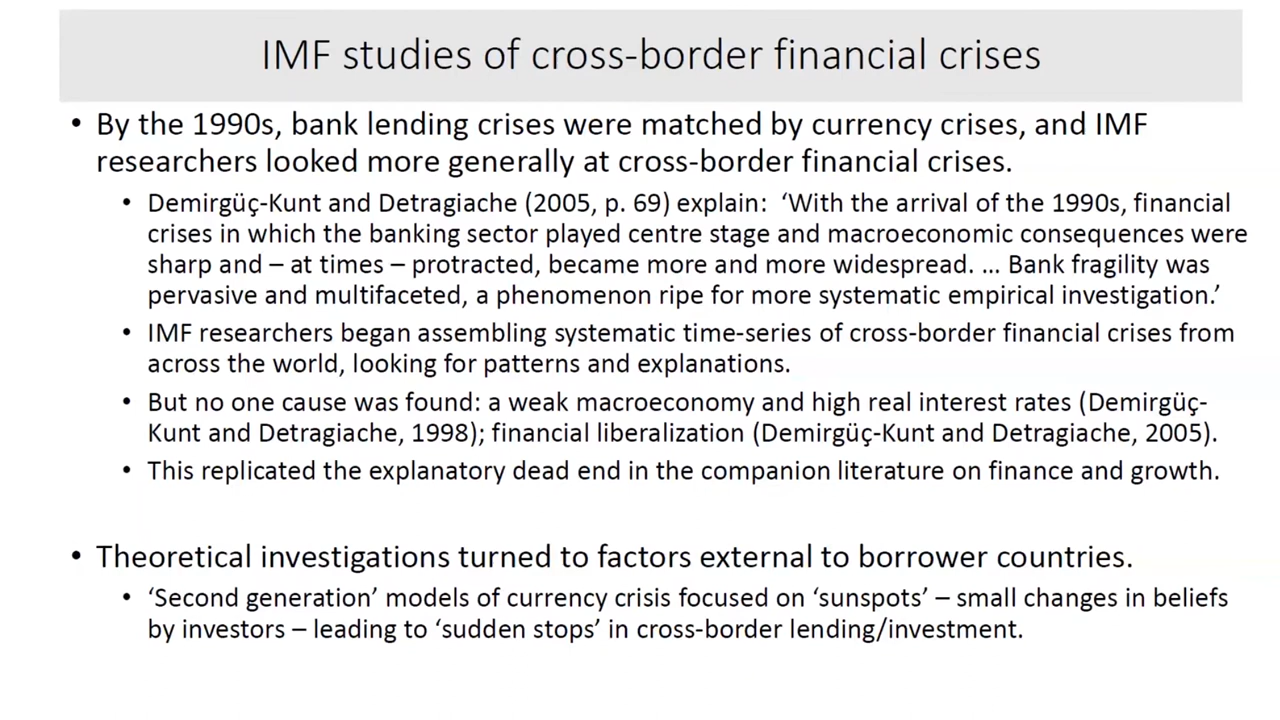 IMF studies of cross-border financial crises
• By the 1990s, bank lending crises were matched by currency crises, and IMF
researchers looked more generally at cross-border financial crises.
• Demirgüç-Kunt and Detragiache (2005, p. 69) explain: ‘With the arrival of the 1990s, financial
crises in which the banking sector played centre stage and macroeconomic consequences were
sharp and – at times – protracted, became more and more widespread. … Bank fragility was
pervasive and multifaceted, a phenomenon ripe for more systematic empirical investigation.’
• IMF researchers began assembling systematic time-series of cross-border financial crises from
across the world, looking for patterns and explanations.
• But no one cause was found: a weak macroeconomy and high real interest rates (Demirgüç-
Kunt and Detragiache, 1998); financial liberalization (Demirgüç-Kunt and Detragiache, 2005).
• This replicated the explanatory dead end in the companion literature on finance and growth.
• Theoretical investigations turned to factors external to borrower countries.
• ‘Second generation’ models of currency crisis focused on ‘sunspots’ – small changes in beliefs
by investors – leading to ‘sudden stops’ in cross-border lending/investment.